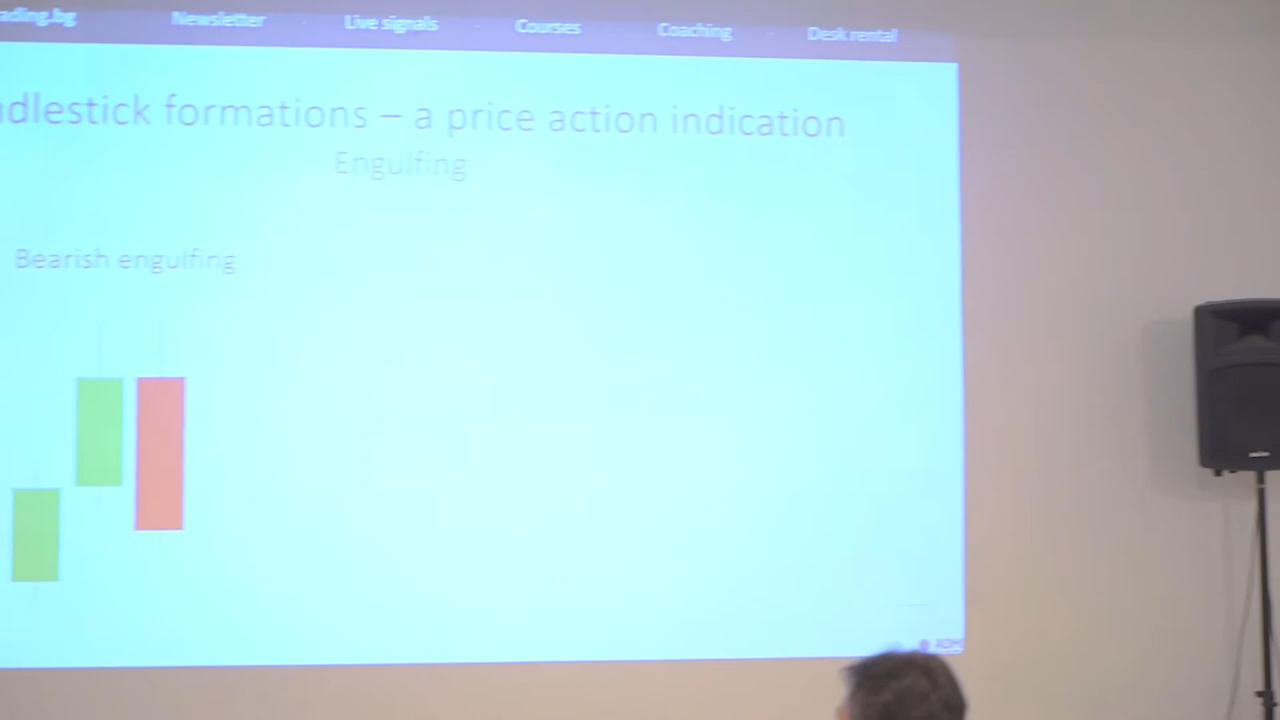 ading.bg Newsletter Live signals Courses Coaching Desk rental
dlestick formations – a price action indication
Engulfing
Bearish engulfing